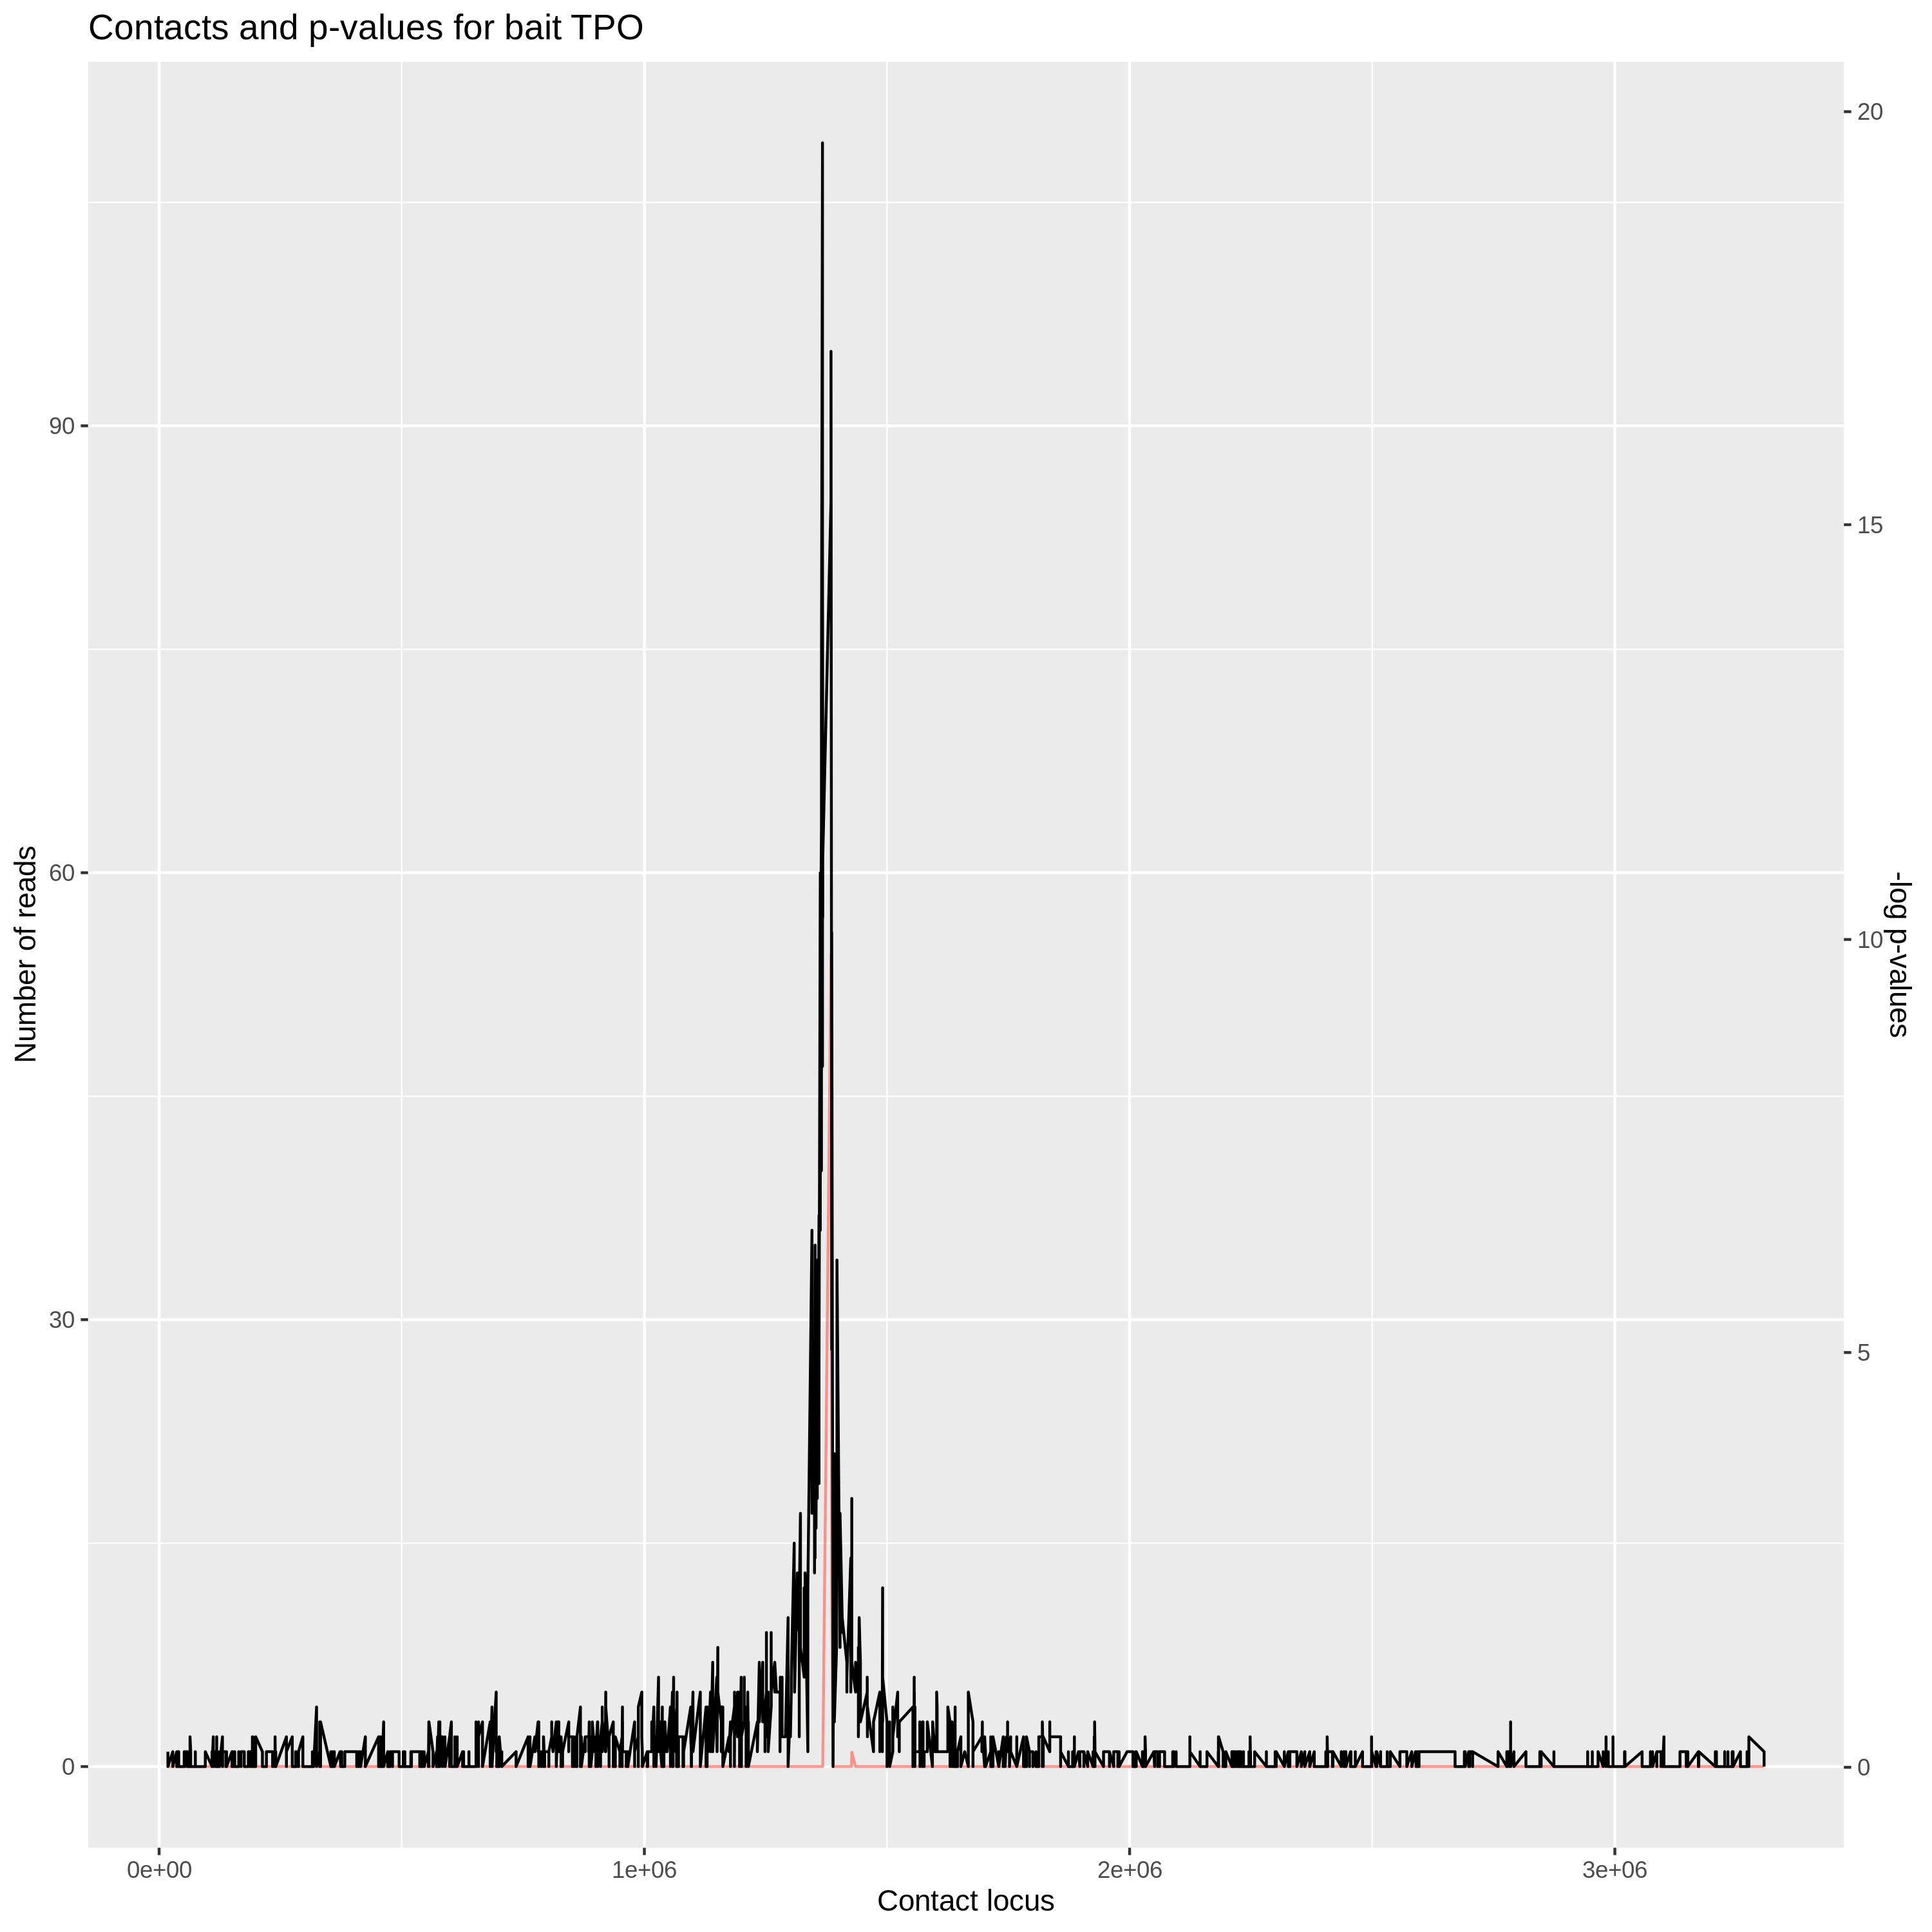 Contacts and p-values for bait TPO
20
15
10
5
0
-log p-values
90
60
30
0
Number of reads
0e+00
1e+06
2e+06
3e+06
Contact locus